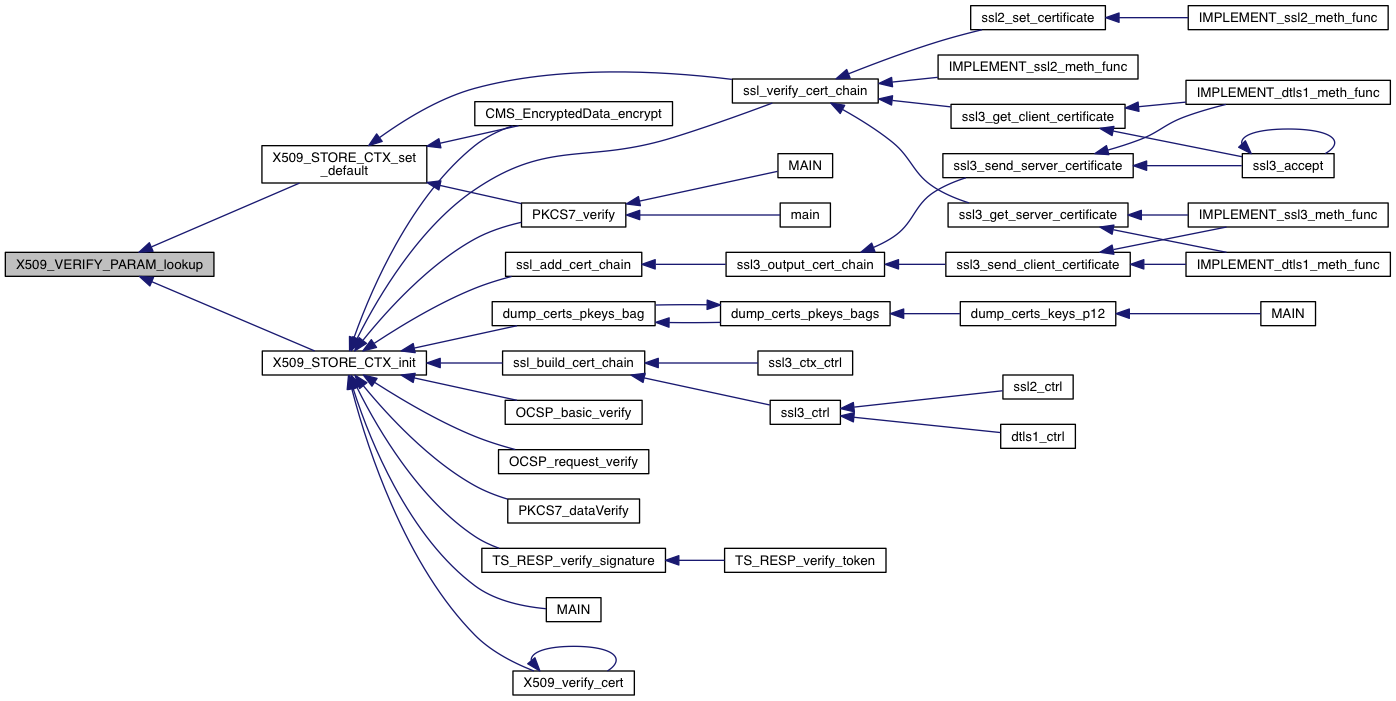 ssl2_set_certificate
IMPLEMENT_ssl2_meth_func
IMPLEMENT_ssl2_meth_func
ssl_verify_cert_chain
IMPLEMENT_dtls1_meth_func
CMS_EncryptedData_encrypt
ssl3_get_client_certificate
X509_STORE_CTX_set
_default
MAIN
ssl3_send_server_certificate
ssl3_accept
PKCS7_verify
main
ssl3_get_server_certificate
IMPLEMENT_ssl3_meth_func
X509_VERIFY_PARAM_lookup
ssl_add_cert_chain
ssl3_output_cert_chain
ssl3_send_client_certificate
IMPLEMENT_dtls1_meth_func
dump_certs_pkeys_bag
dump_certs_pkeys_bags
dump_certs_keys_p12
MAIN
X509_STORE_CTX_init
ssl_build_cert_chain
ssl3_ctx_ctrl
ssl2_ctrl
OCSP_basic_verify
ssl3_ctrl
dtls1_ctrl
OCSP_request_verify
PKCS7_dataVerify
TS_RESP_verify_signature
TS_RESP_verify_token
MAIN
X509_verify_cert